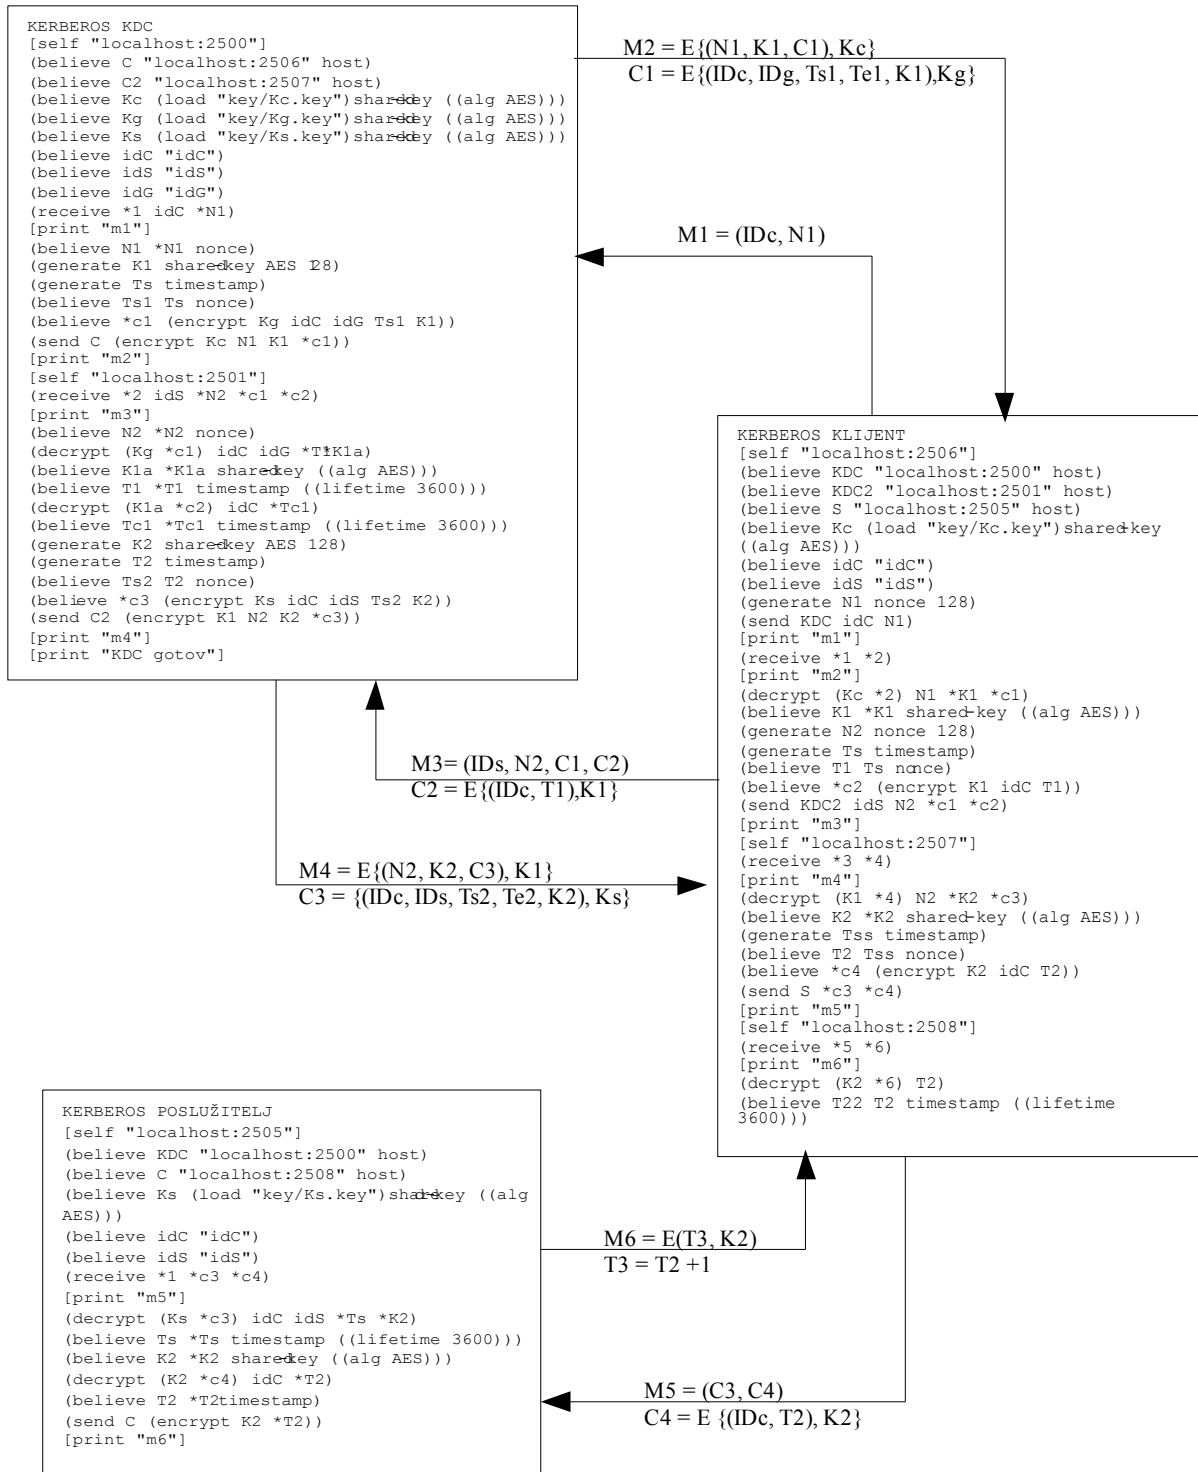 KERBEROS KDC
[self "localhost:2500"]
(believe C "localhost:2506" host)
(believe C2 "localhost:2507" host)
(believe Kc (load "key/Kc.key")shared-key ((alg AES)))
(believe Kg (load "key/Kg.key")shared-key ((alg AES)))
(believe Ks (load "key/Ks.key")shared-key ((alg AES)))
(believe idC "idC")
(believe idS "idS")
(believe idG "idG")
(receive *1 idC *N1)
[print "m1"]
(believe N1 *N1 nonce)
(generate K1 shared-key AES 128)
(generate Ts timestamp)
(believe Ts1 Ts nonce)
(believe *c1 (encrypt Kg idC idG Ts1 K1))
(send C (encrypt Kc N1 K1 *c1))
[print "m2"]
[self "localhost:2501"]
(receive *2 idS *N2 *c1 *c2)
[print "m3"]
(believe N2 *N2 nonce)
(decrypt (Kg *c1) idC idG *T1*K1a)
(believe K1a *K1a shared-key ((alg AES)))
(believe T1 *T1 timestamp ((lifetime 3600)))
(decrypt (K1a *c2) idC *Tc1)
(believe Tc1 *Tc1 timestamp ((lifetime 3600)))
(generate K2 shared-key AES 128)
(generate T2 timestamp)
(believe Ts2 T2 nonce)
(believe *c3 (encrypt Ks idC idS Ts2 K2))
(send C2 (encrypt K1 N2 K2 *c3))
[print "m4"]
[print "KDC gotov"]
M2 = E{(N1, K1, C1), Kc}
C1 = E{(IDc, IDg, Ts1, Te1, K1),Kg}
M1 = (IDc, N1)
KERBEROS KLIJENT
[self "localhost:2506"]
(believe KDC "localhost:2500" host)
(believe KDC2 "localhost:2501" host)
(believe S "localhost:2505" host)
(believe Kc (load "key/Kc.key")shared-key
((alg AES)))
(believe idC "idC")
(believe idS "idS")
(generate N1 nonce 128)
(send KDC idC N1)
[print "m1"]
(receive *1 *2)
[print "m2"]
(decrypt (Kc *2) N1 *K1 *c1)
(believe K1 *K1 shared-key ((alg AES)))
(generate N2 nonce 128)
(generate Ts timestamp)
(believe T1 Ts nonce)
(believe *c2 (encrypt K1 idC T1))
(send KDC2 idS N2 *c1 *c2)
[print "m3"]
[self "localhost:2507"]
(receive *3 *4)
[print "m4"]
(decrypt (K1 *4) N2 *K2 *c3)
(believe K2 *K2 shared-key ((alg AES)))
(generate Tss timestamp)
(believe T2 Tss nonce)
(believe *c4 (encrypt K2 idC T2))
(send S *c3 *c4)
[print "m5"]
[self "localhost:2508"]
(receive *5 *6)
[print "m6"]
(decrypt (K2 *6) T2)
(believe T22 T2 timestamp ((lifetime
3600)))
M3= (IDs, N2, C1, C2)
C2 = E{(IDc, T1),K1}
M4 = E{(N2, K2, C3), K1}
C3 = {(IDc, IDs, Ts2, Te2, K2), Ks}
KERBEROS POSLUŽITELJ
[self "localhost:2505"]
(believe KDC "localhost:2500" host)
(believe C "localhost:2508" host)
(believe Ks (load "key/Ks.key")shared-key ((alg
AES)))
(believe idC "idC")
(believe idS "idS")
(receive *1 *c3 *c4)
[print "m5"]
(decrypt (Ks *c3) idC idS *Ts *K2)
(believe Ts *Ts timestamp ((lifetime 3600)))
(believe K2 *K2 shared-key ((alg AES)))
(decrypt (K2 *c4) idC *T2)
(believe T2 *T2timestamp)
(send C (encrypt K2 *T2))
[print "m6"]
M6 = E(T3, K2)
T3 = T2 +1
M5 = (C3, C4)
C4 = E {(IDc, T2), K2}